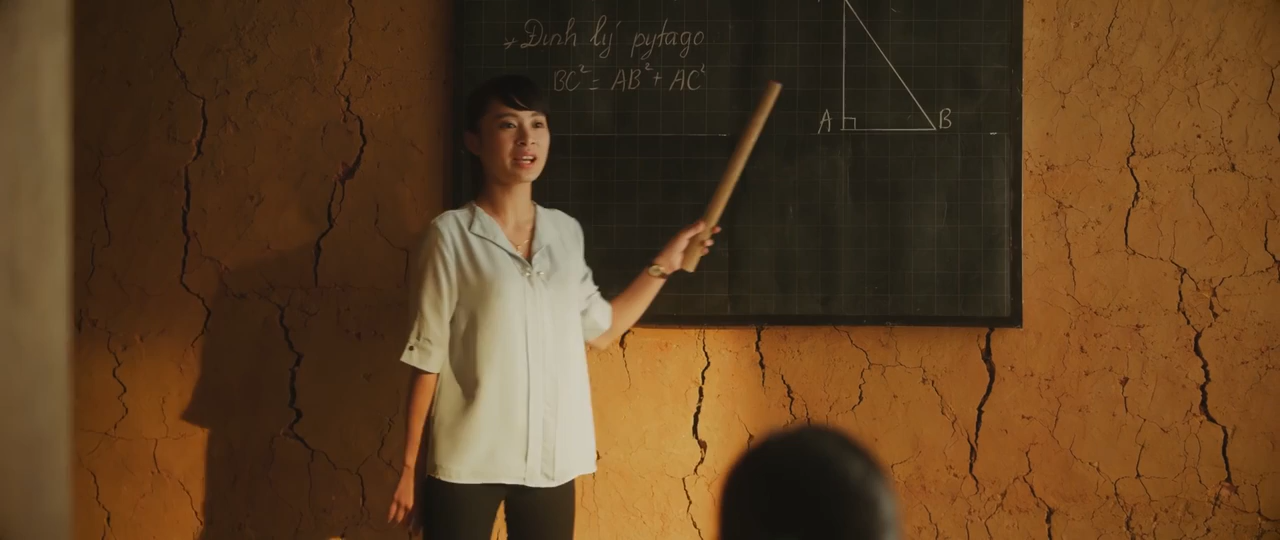 + Định lý pytago
BC² = AB² + AC²
A
B